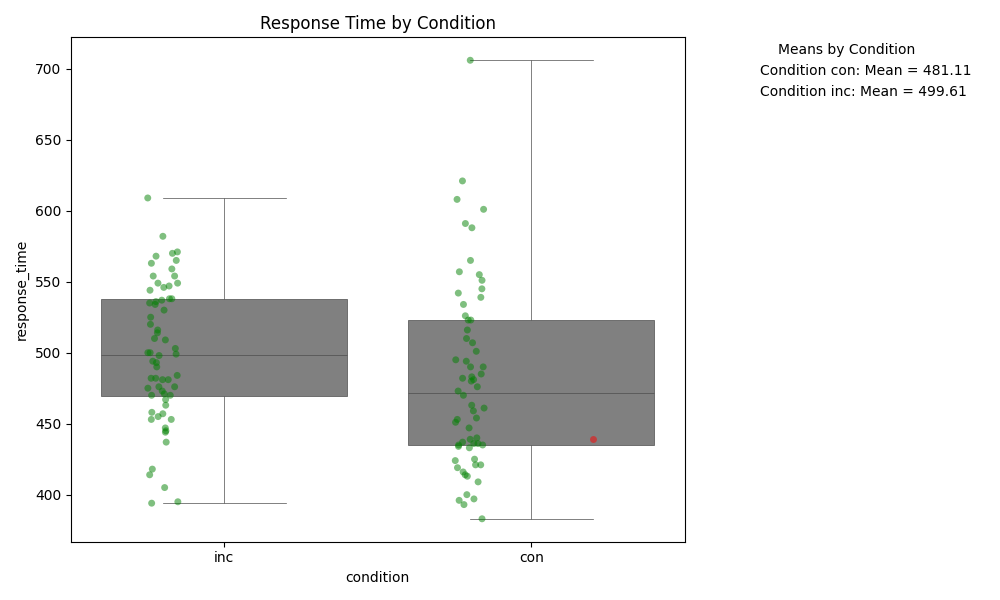 Response Time by Condition
Means by Condition
Condition con: Mean = 481.11
Condition inc: Mean = 499.61
700
650
600
550
500
450
400
response_time
inc con
condition